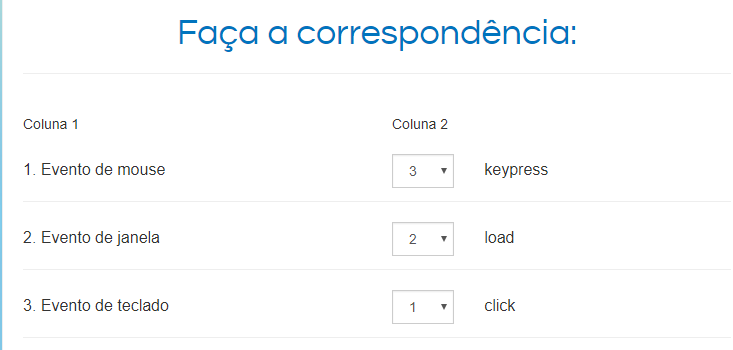 Faça a correspondência:
Coluna 1 Coluna 2
1. Evento de mouse 3 keypress
2. Evento de janela 2 load
3. Evento de teclado 1 click